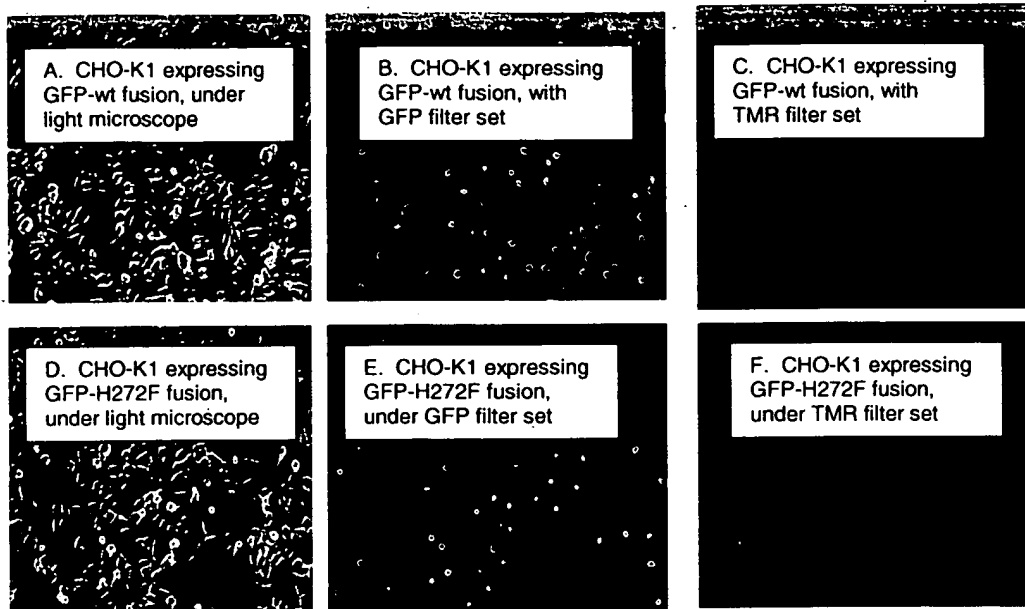 A. CHO-K1 expressing
GFP-wt fusion, under
light microscope
B. CHO-K1 expressing
GFP-wt fusion, with
GFP filter set
C. CHO-K1 expressing
GFP-wt fusion, with
TMR filter set
D. CHO-K1 expressing
GFP-H272F fusion,
under light microscope
E. CHO-K1 expressing
GFP-H272F fusion,
under GFP filter set
F. CHO-K1 expressing
GFP-H272F fusion,
under TMR filter set